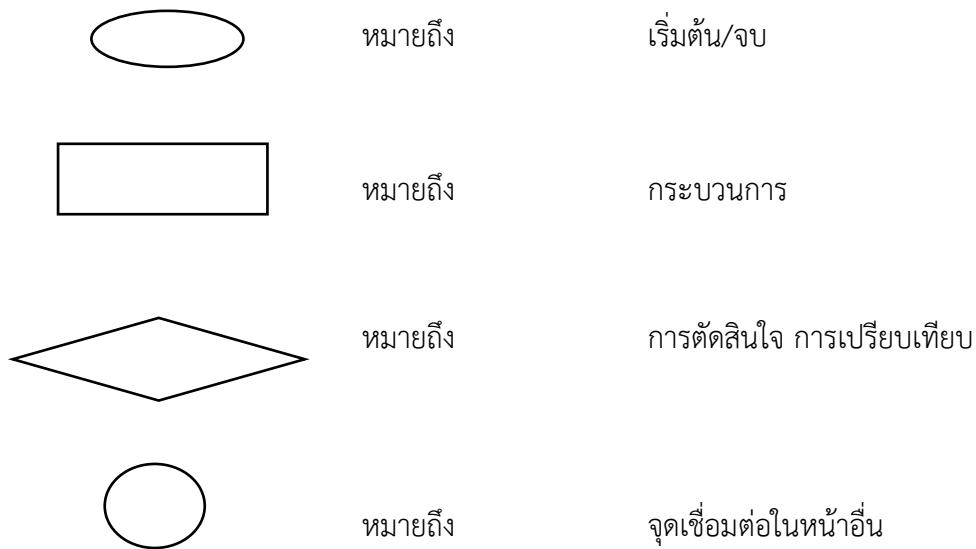 หมายถึง เริ่มต้น/จบ
หมายถึง กระบวนการ
หมายถึง การตัดสินใจ การเปรียบเทียบ
หมายถึง จุดเชื่อมต่อในหน้าอื่น